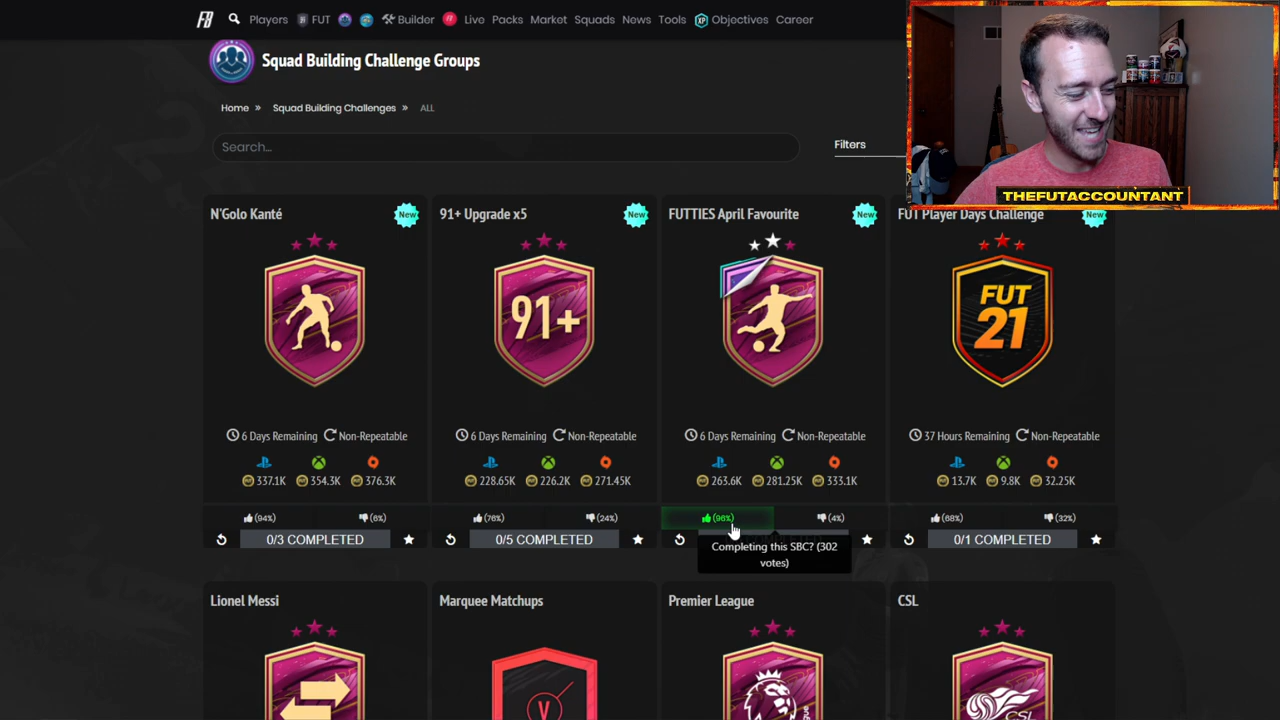 FB Players FUT Builder Live Packs Market Squads News Tools XP Objectives Career
Squad Building Challenge Groups
Home » Squad Building Challenges » ALL
Search...
Filters
THEFUTACCOUNTANT
N'Golo Kanté New
91+ Upgrade x5 New
FUTTIES April Favourite New
FUT Player Days Challenge New
91+
FUT
21
6 Days Remaining Non-Repeatable
6 Days Remaining Non-Repeatable
6 Days Remaining Non-Repeatable
37 Hours Remaining Non-Repeatable
337.1K 354.3K 376.3K
228.65K 226.2K 271.45K
263.6K 281.25K 333.1K
13.7K 9.8K 32.25K
(94%) (6%)
(76%) (24%)
(96%) (4%)
(68%) (32%)
0/3 COMPLETED
0/5 COMPLETED
Completing this SBC? (302
votes)
0/1 COMPLETED
Lionel Messi
Marquee Matchups
Premier League
CSL
V
CSL